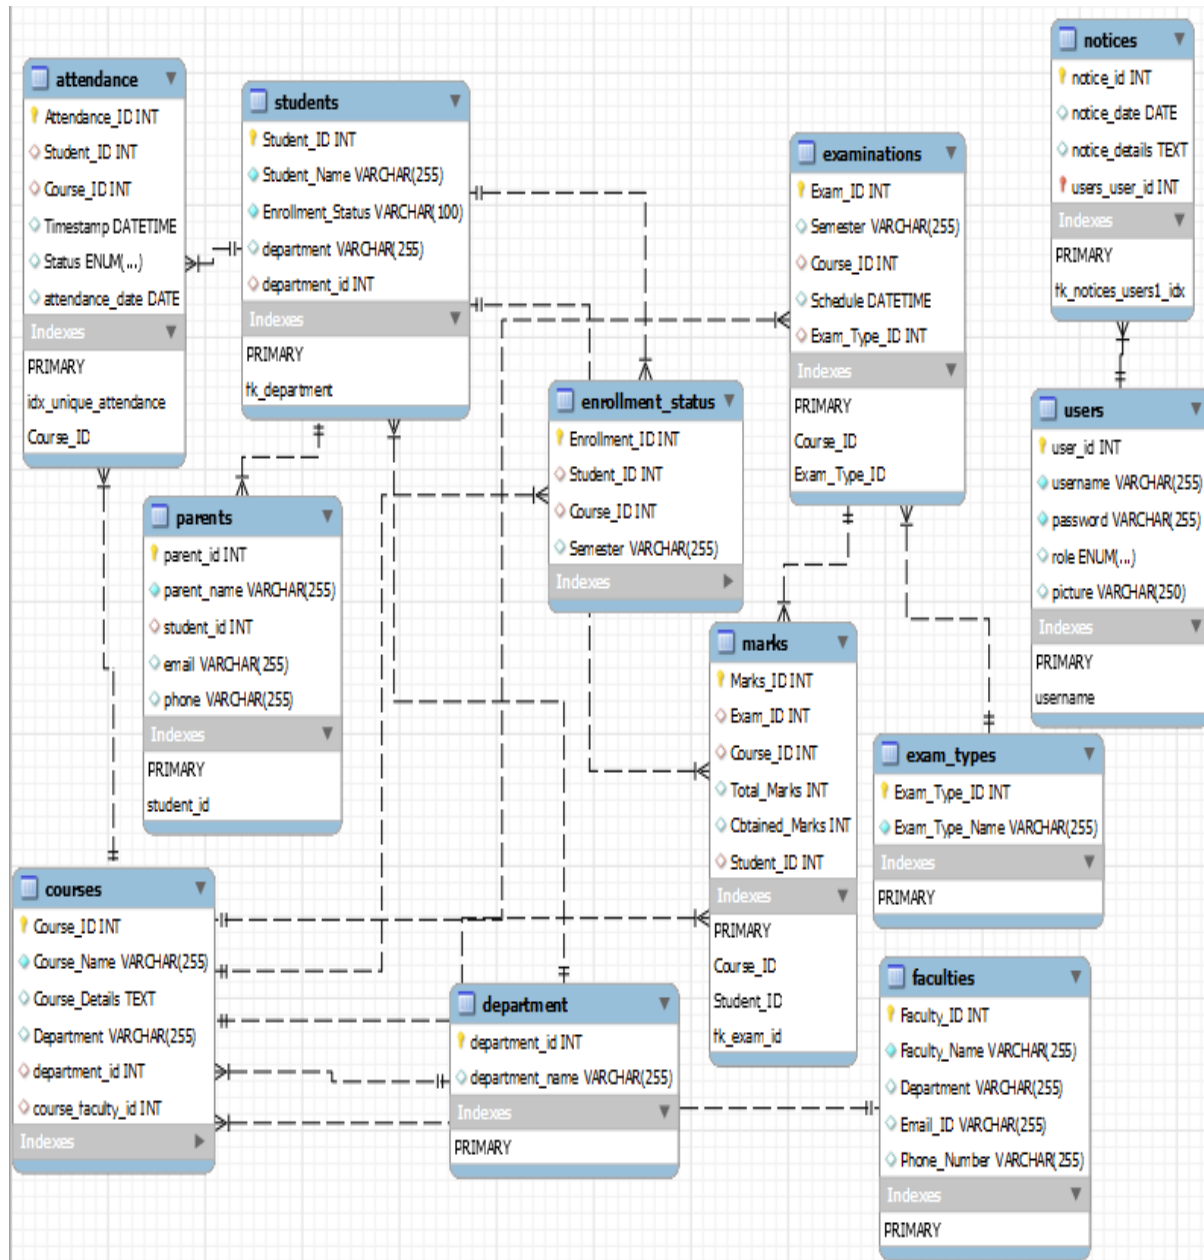 attendance
Attendance_ID INT
Student_ID INT
Course_ID INT
Timestamp DATETIME
Status ENUM(...)
attendance_date DATE
Indexes
PRIMARY
idx_unique_attendance
Course_ID
students
Student_ID INT
Student_Name VARCHAR(255)
Enrollment_Status VARCHAR(100)
department VARCHAR(255)
department_id INT
Indexes
PRIMARY
fk_department
examinations
Exam_ID INT
Semester VARCHAR(255)
Course_ID INT
Schedule DATETIME
Exam_Type_ID INT
Indexes
PRIMARY
Course_ID
Exam_Type_ID
notices
notice_id INT
notice_date DATE
notice_details TEXT
users_user_id INT
Indexes
PRIMARY
fk_notices_users1_idx
enrollment_status
Enrollment_ID INT
Student_ID INT
Course_ID INT
Semester VARCHAR(255)
Indexes
users
user_id INT
username VARCHAR(255)
password VARCHAR(255)
role ENUM(...)
picture VARCHAR(250)
Indexes
PRIMARY
username
parents
parent_id INT
parent_name VARCHAR(255)
student_id INT
email VARCHAR(255)
phone VARCHAR(255)
Indexes
PRIMARY
student_id
marks
Marks_ID INT
Exam_ID INT
Course_ID INT
Total_Marks INT
Obtained_Marks INT
Student_ID INT
Indexes
PRIMARY
Course_ID
Student_ID
fk_exam_id
exam_types
Exam_Type_ID INT
Exam_Type_Name VARCHAR(255)
Indexes
PRIMARY
courses
Course_ID INT
Course_Name VARCHAR(255)
Course_Details TEXT
Department VARCHAR(255)
department_id INT
course_faculty_id INT
Indexes
department
department_id INT
department_name VARCHAR(255)
Indexes
PRIMARY
faculties
Faculty_ID INT
Faculty_Name VARCHAR(255)
Department VARCHAR(255)
Email_ID VARCHAR(255)
Phone_Number VARCHAR(255)
Indexes
PRIMARY